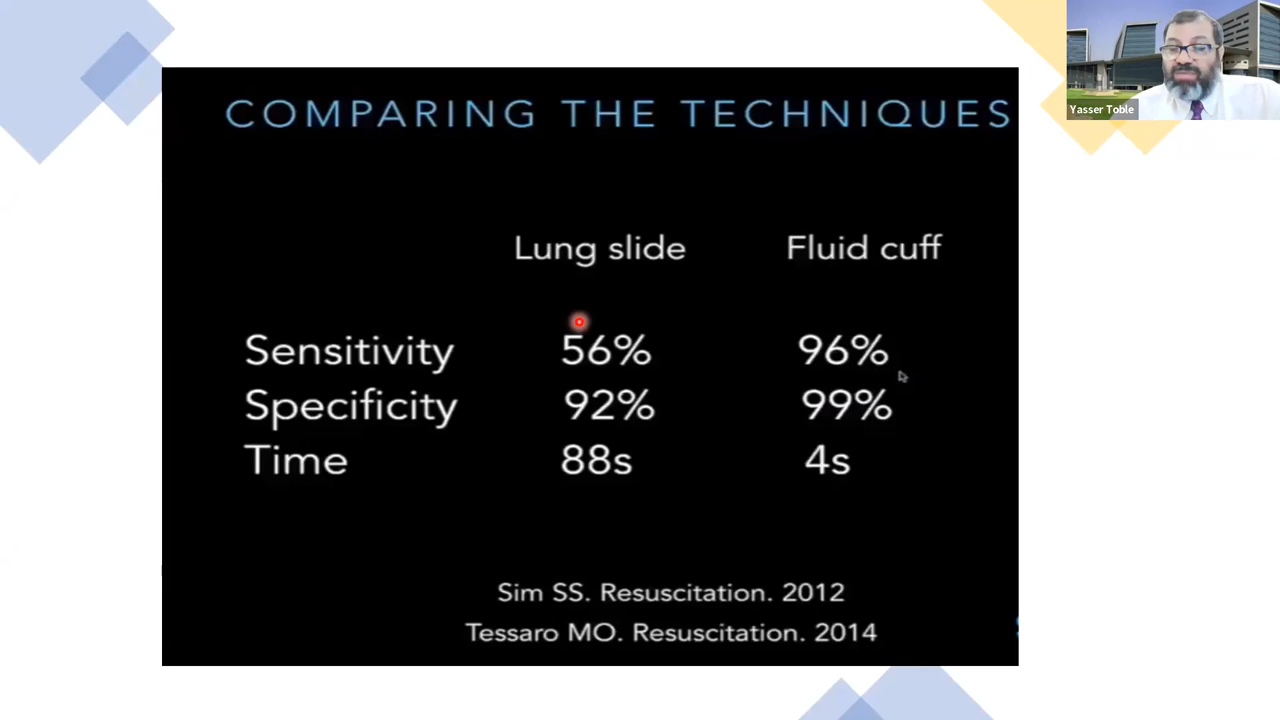 Yasser Toble
COMPARING THE TECHNIQUES
Lung slide Fluid cuff
Sensitivity 56% 96%
Specificity 92% 99%
Time 88s 4s
Sim SS. Resuscitation. 2012
Tessaro MO. Resuscitation. 2014